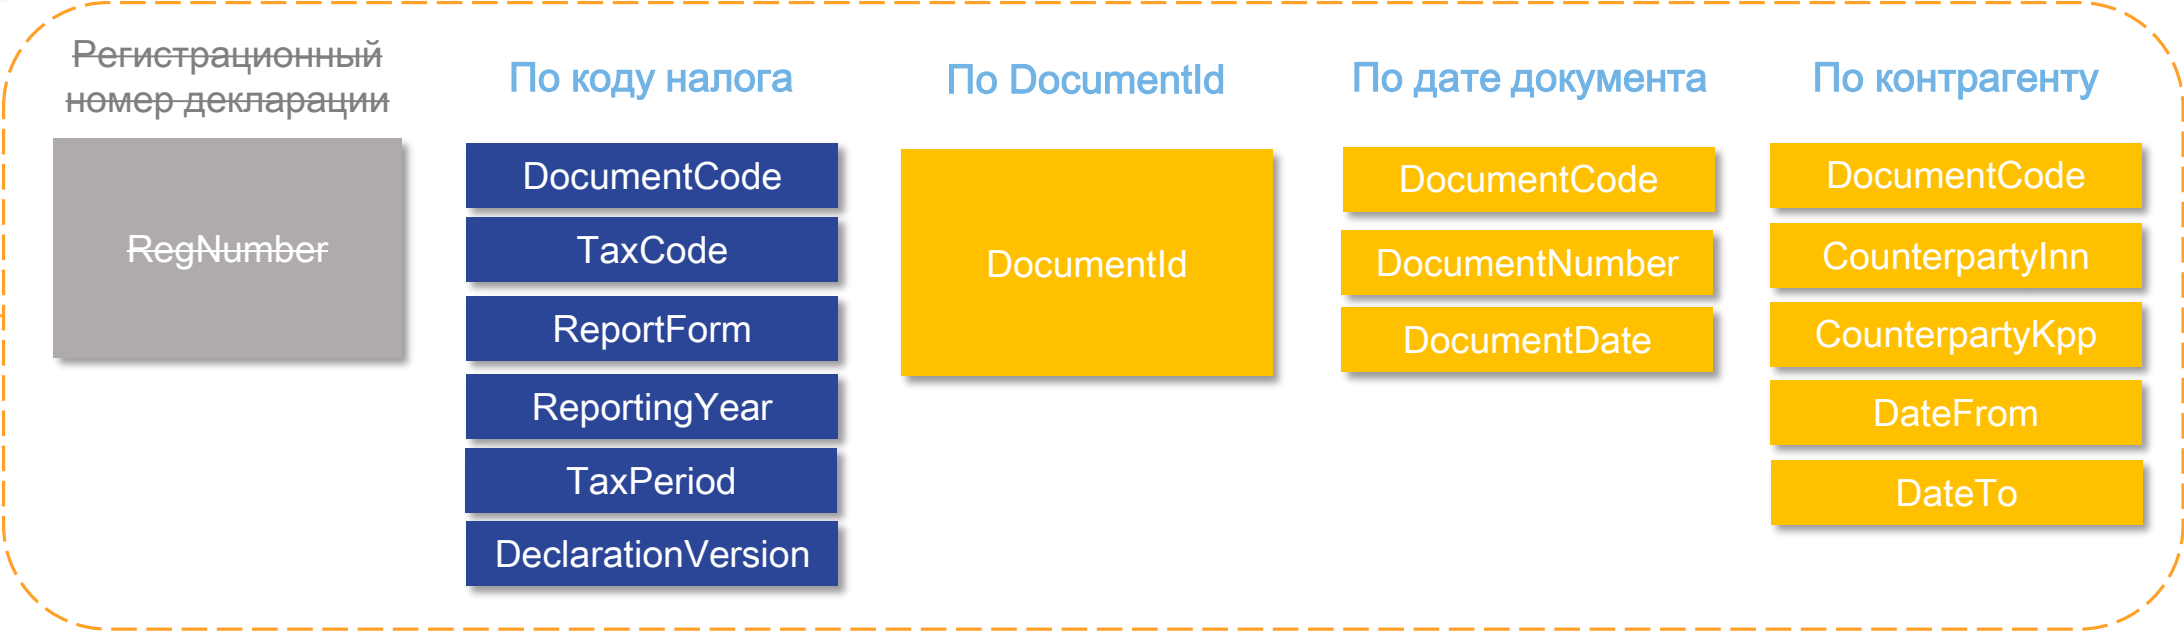 Регистрационный
номер декларации
RegNumber
По коду налога
DocumentCode
TaxCode
ReportForm
ReportingYear
TaxPeriod
DeclarationVersion
По DocumentId
DocumentId
По дате документа
DocumentCode
DocumentNumber
DocumentDate
По контрагенту
DocumentCode
CounterpartyInn
CounterpartyKpp
DateFrom
DateTo